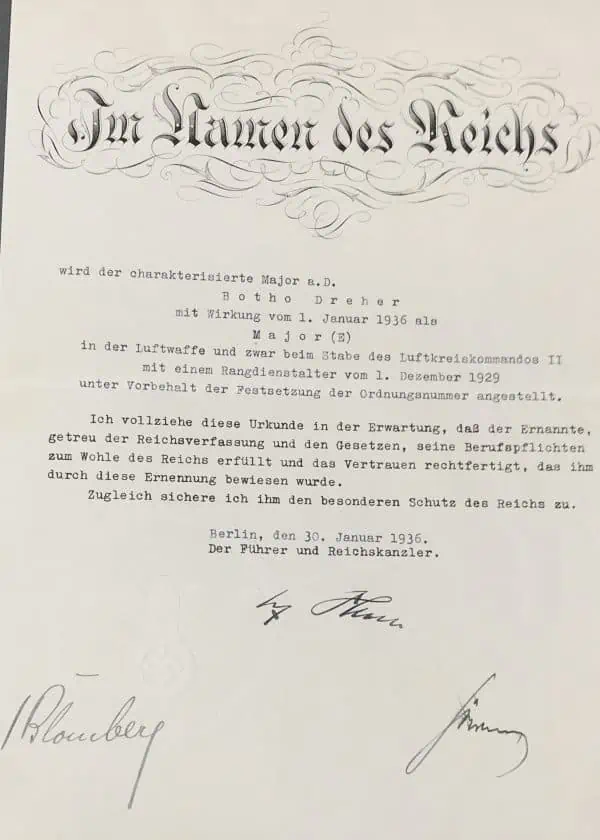 Im Namen des Reichs
wird der charakterisierte Major a.D.
Botho Dreher
mit Wirkung vom 1. Januar 1936 als
Major (E)
in der Luftwaffe und zwar beim Stabe des Luftkreiskommandos II
mit einem Rangdienstalter vom 1. Dezember 1929
unter Vorbehalt der Festsetzung der Ordnungsnummer angestellt.
Ich vollziehe diese Urkunde in der Erwartung, daß der Ernannte,
getreu der Reichsverfassung und den Gesetzen, seine Berufspflichten
zum Wohle des Reichs erfüllt und das Vertrauen rechtfertigt, das ihm
durch diese Ernennung bewiesen wurde.
Zugleich sichere ich ihm den besonderen Schutz des Reichs zu.
Berlin, den 30. Januar 1936.
Der Führer und Reichskanzler.
Blomberg